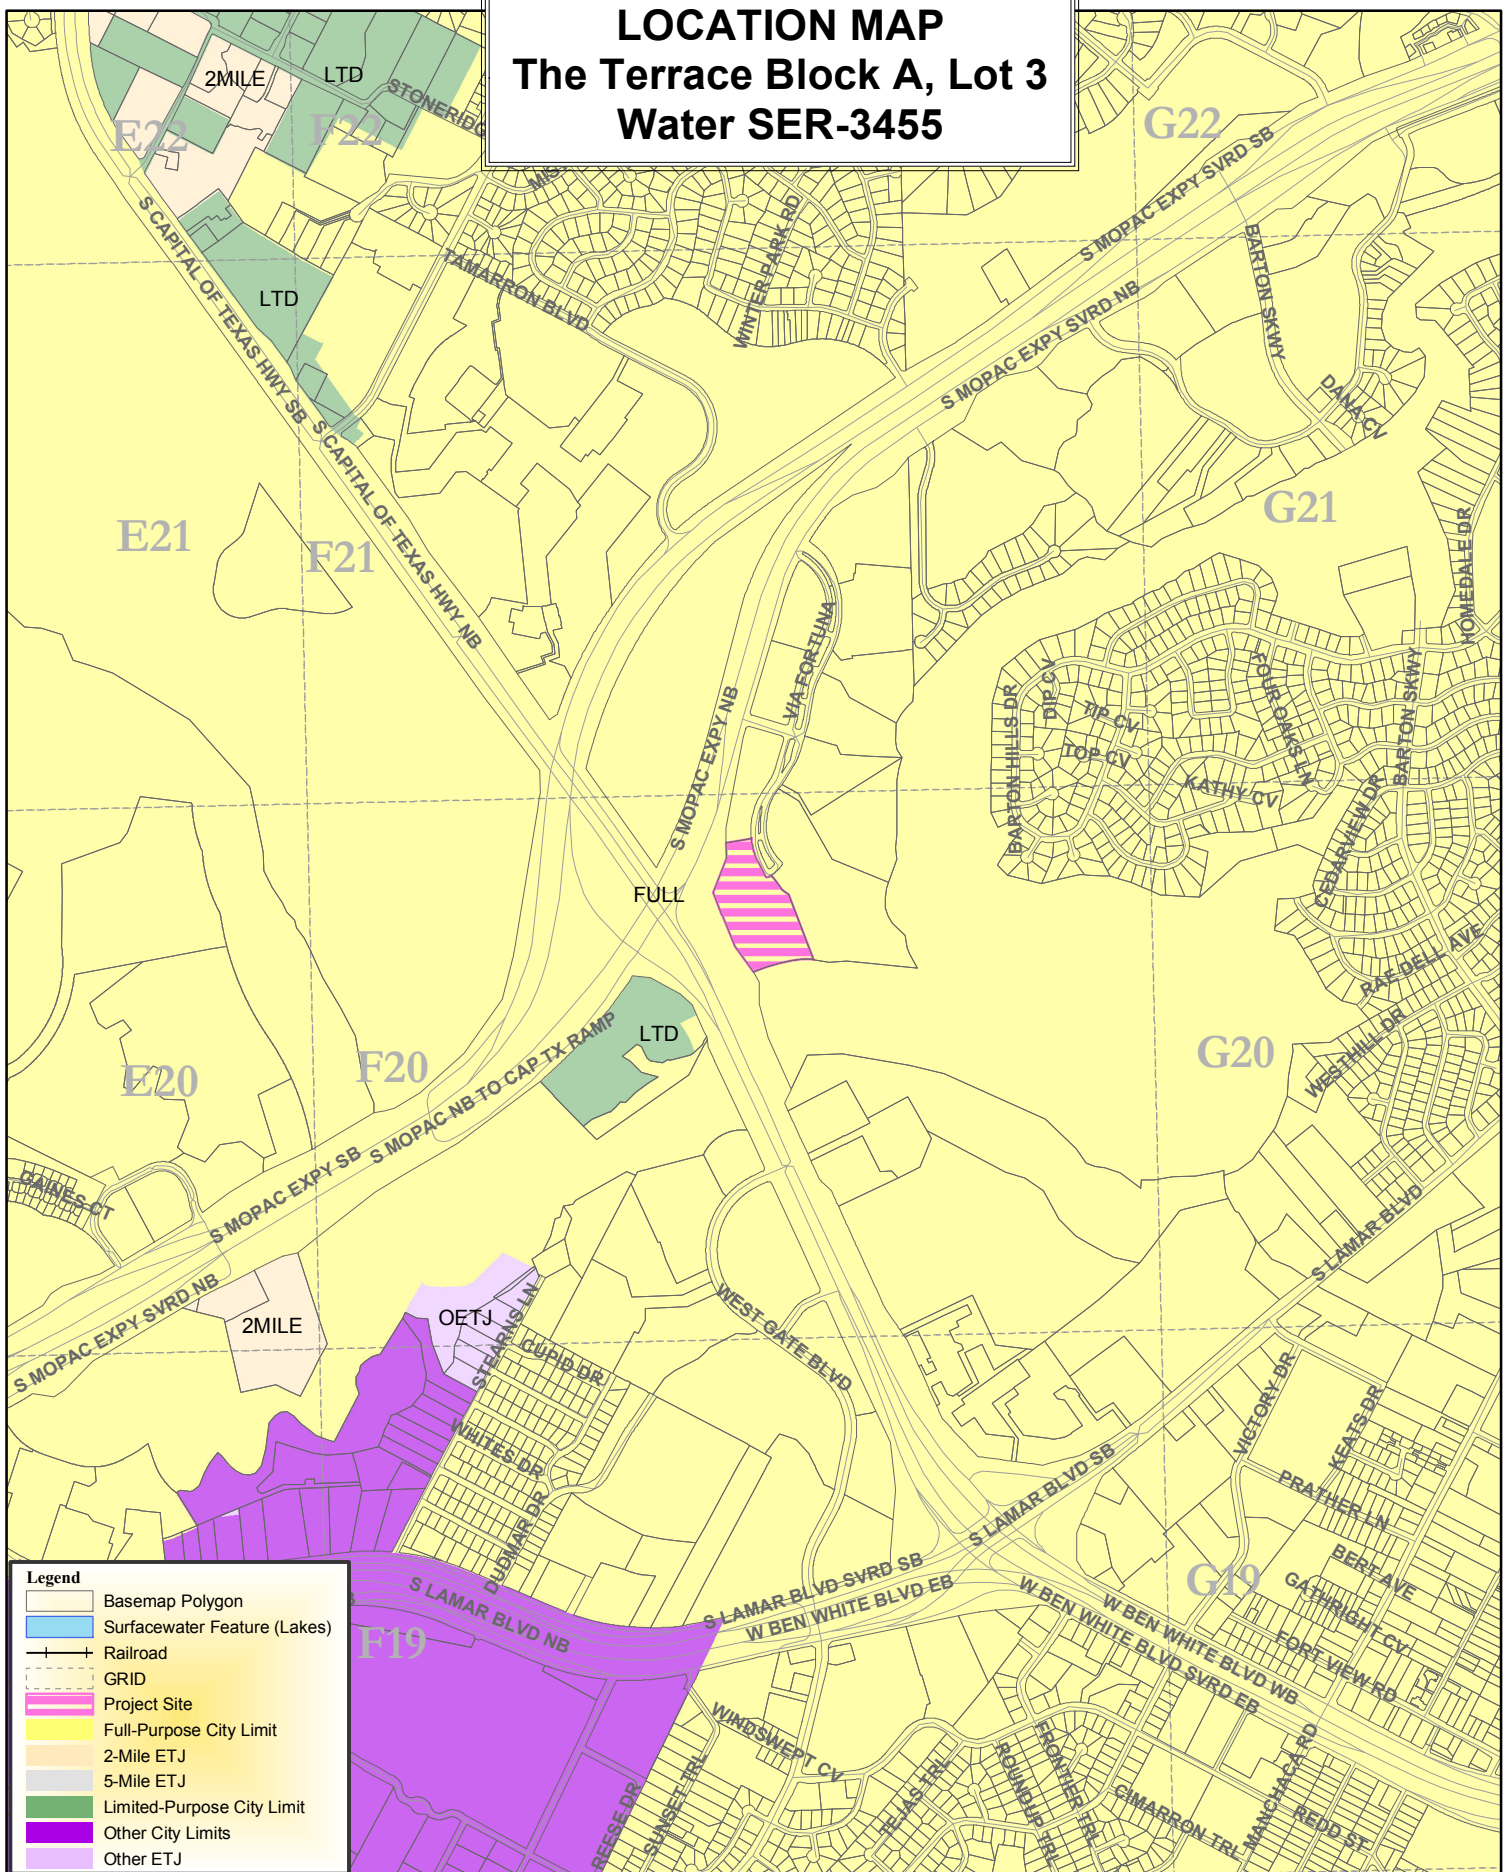 LOCATION MAP
The Terrace Block A, Lot 3
Water SER-3455
2MILE
LTD
STONERIDG
E22
F22
G22
MIS
S MOPAC EXPY SVRD SB
WINTER PARK RD
BARTON SKWY
S CAPITAL OF TEXAS HWY SB
TAMARRON BLVD
LTD
S MOPAC EXPY SVRD NB
DANA CV
S CAPITAL OF TEXAS HWY NB
E21
F21
G21
HOMEDALE DR
VIA FORTUNA
S MOPAC EXPY NB
BARTON HILLS DR
DIP CV
TIP CV
TOP CV
FOUR OAKS LN
KATHY CV
BARTON SKWY
CEDARVIEW DR
FULL
RAE DELL AVE
LTD
WESTHILL DR
E20
F20
G20
S MOPAC NB TO CAP TX RAMP
GAINES CT
S MOPAC EXPY SB
S LAMAR BLVD
S MOPAC EXPY SVRD NB
2MILE
OETJ
STEARNS LN
CUPID DR
WEST GATE BLVD
WHITES DR
VICTORY DR
KEATS DR
PRATHER LN
DUDMAR DR
S LAMAR BLVD SB
BERT AVE
GATHRIGHT CV
G19
S LAMAR BLVD SVRD SB
W BEN WHITE BLVD EB
S LAMAR BLVD NB
W BEN WHITE BLVD WB
W BEN WHITE BLVD SVRD EB
FORT VIEW RD
F19
WINDSWEPT CV
REESE DR
SUNSET TRL
TEJAS TRL
ROUNDUP TRL
FRONTIER TRL
CIMARRON TRL
MANCHACA RD
REDD ST
Legend
Basemap Polygon
Surfacewater Feature (Lakes)
Railroad
GRID
Project Site
Full-Purpose City Limit
2-Mile ETJ
5-Mile ETJ
Limited-Purpose City Limit
Other City Limits
Other ETJ